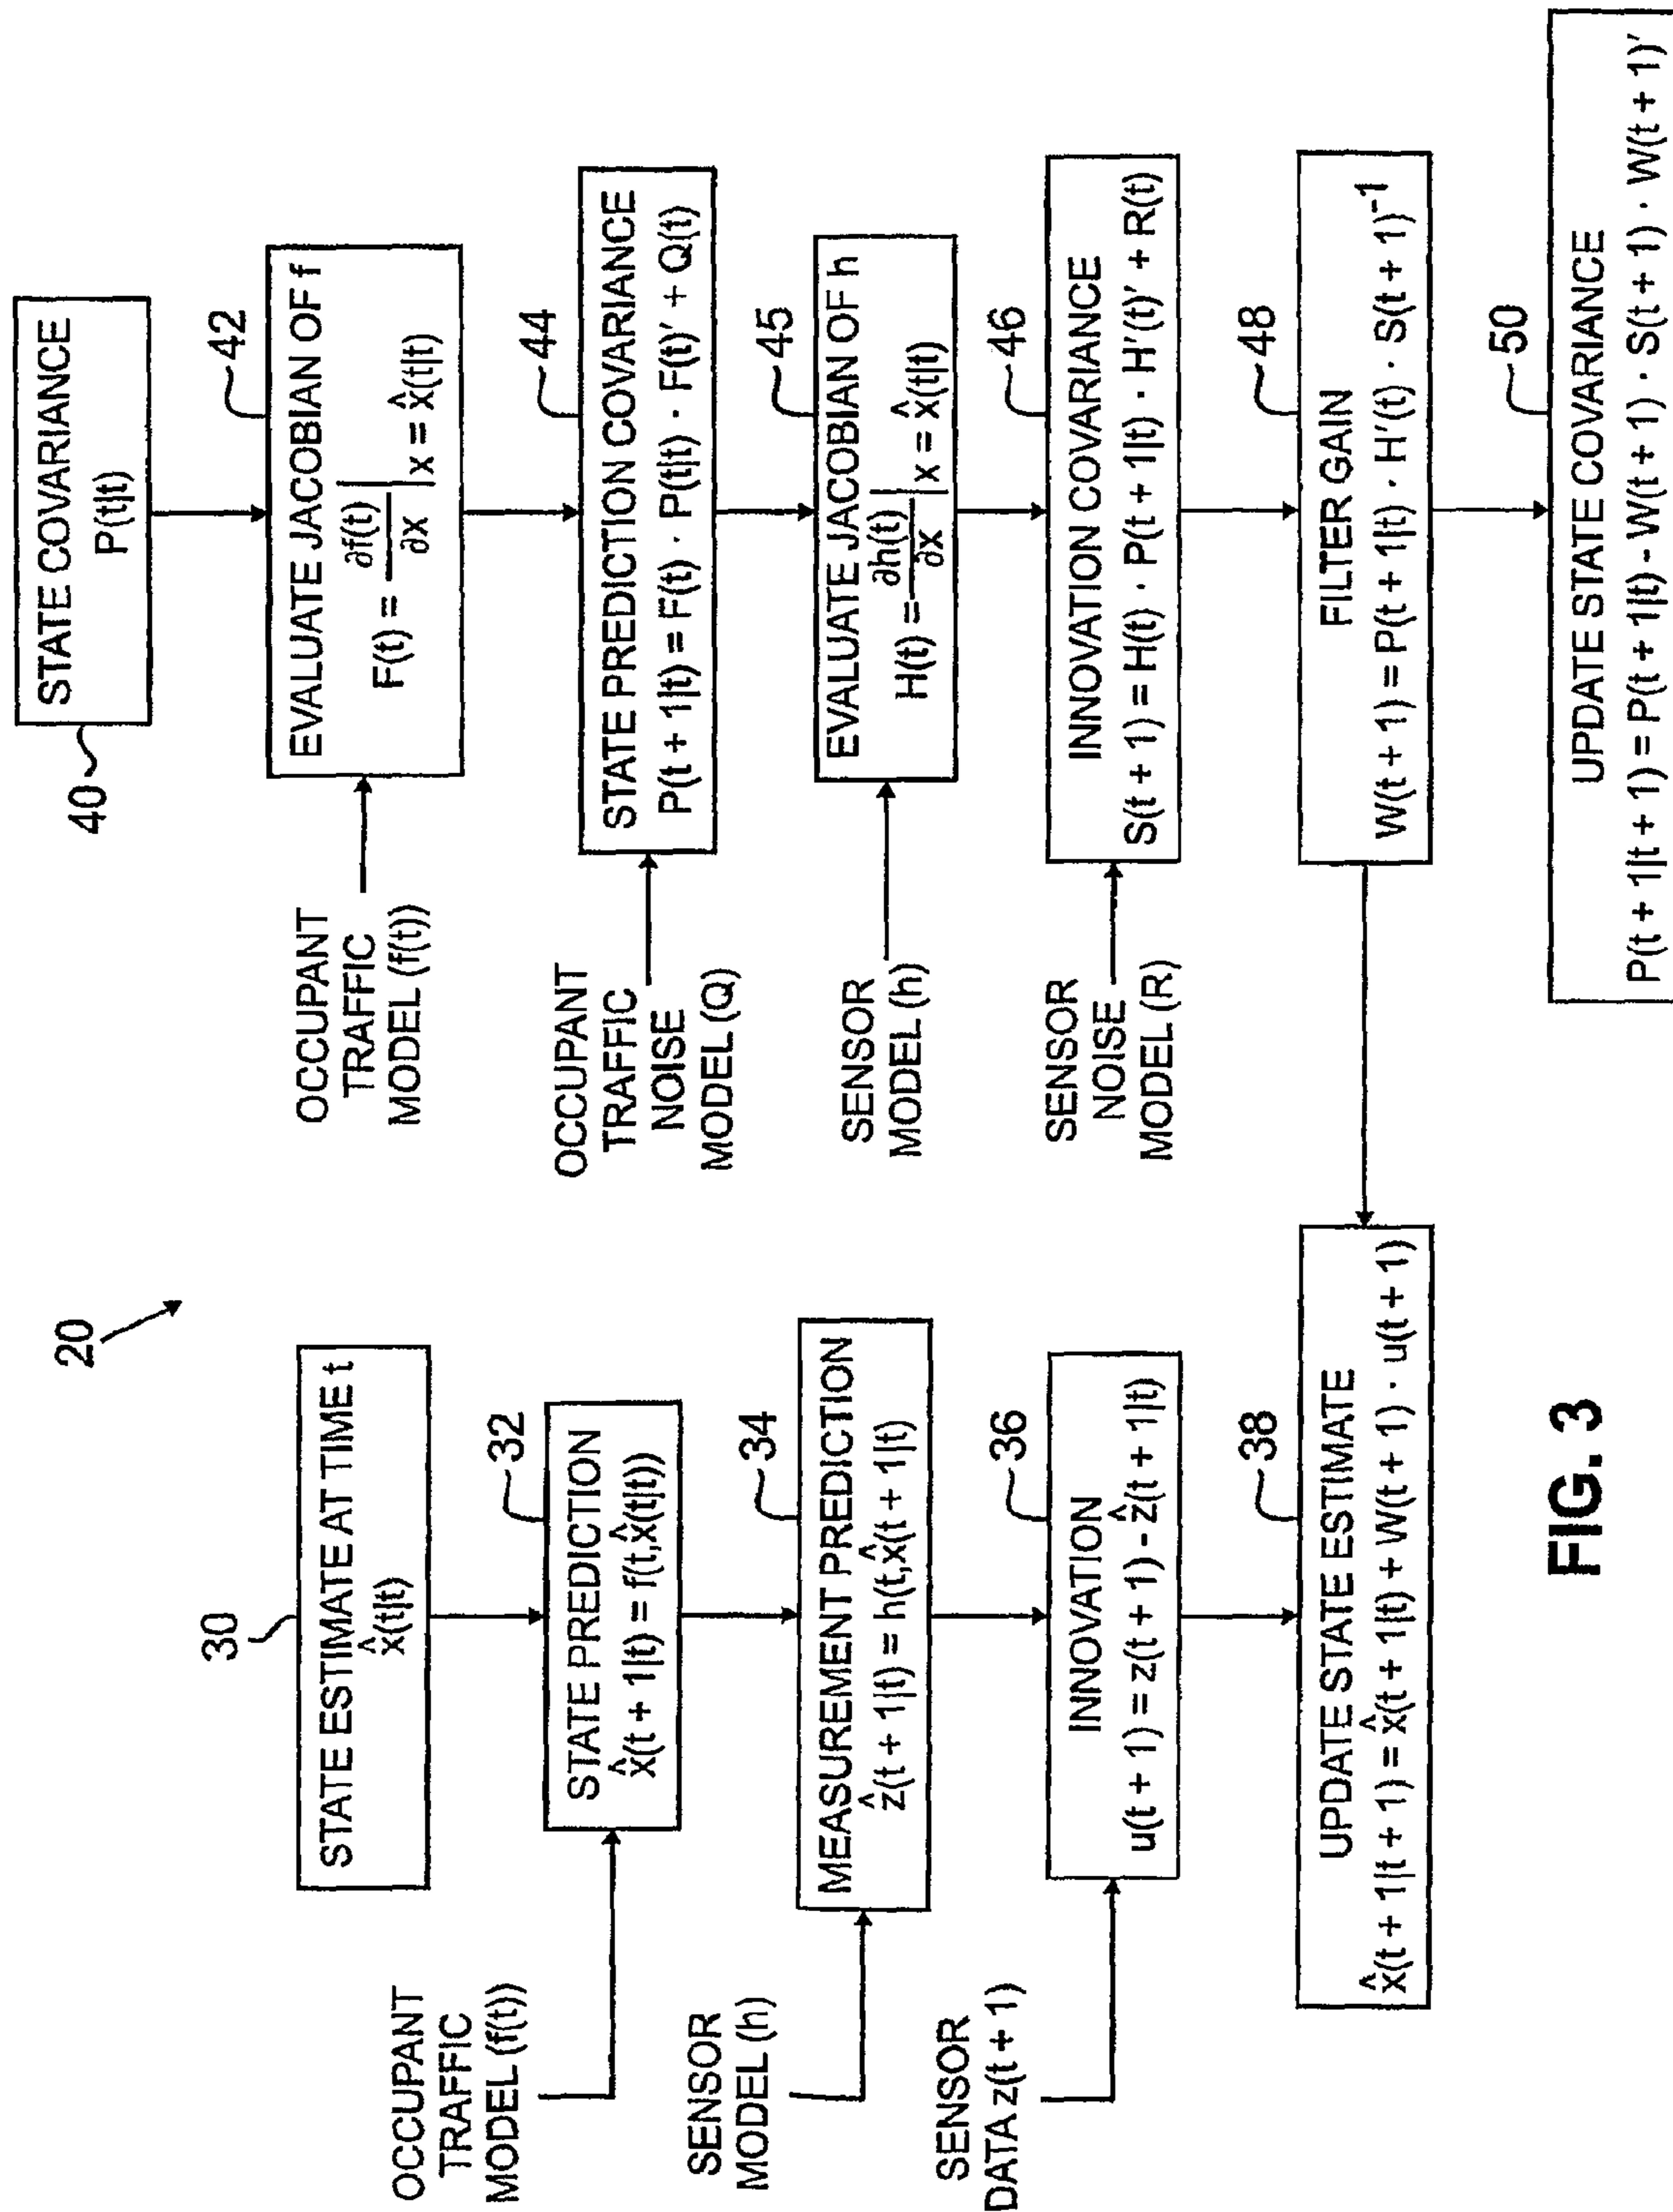 20
30
STATE ESTIMATE AT TIME t
x̂(t|t)
OCCUPANT
TRAFFIC
MODEL (f(t))
32
STATE PREDICTION
x̂(t + 1|t) = f(t,x̂(t|t))
SENSOR
MODEL (h)
34
MEASUREMENT PREDICTION
ẑ(t + 1|t) = h(t,x̂(t + 1|t)
SENSOR
DATA z(t + 1)
36
INNOVATION
u(t + 1) = z(t + 1) - ẑ(t + 1|t)
38
UPDATE STATE ESTIMATE
x̂(t + 1|t + 1) = x̂(t + 1|t) + W(t + 1) · u(t + 1)
40
STATE COVARIANCE
P(t|t)
OCCUPANT
TRAFFIC
MODEL (f(t))
42
EVALUATE JACOBIAN OF f
F(t) = ∂f(t)/∂x | x = x̂(t|t)
OCCUPANT
TRAFFIC
NOISE
MODEL (Q)
44
STATE PREDICTION COVARIANCE
P(t + 1|t) = F(t) · P(t|t) · F(t)' + Q(t)
SENSOR
MODEL (h)
45
EVALUATE JACOBIAN OF h
H(t) = ∂h(t)/∂x | x = x̂(t|t)
SENSOR
NOISE
MODEL (R)
46
INNOVATION COVARIANCE
S(t + 1) = H(t) · P(t + 1|t) · H'(t)' + R(t)
48
FILTER GAIN
W(t + 1) = P(t + 1|t) · H'(t) · S(t + 1)⁻¹
50
UPDATE STATE COVARIANCE
P(t + 1|t + 1) = P(t + 1|t) - W(t + 1) · S(t + 1) · W(t + 1)'
FIG. 3